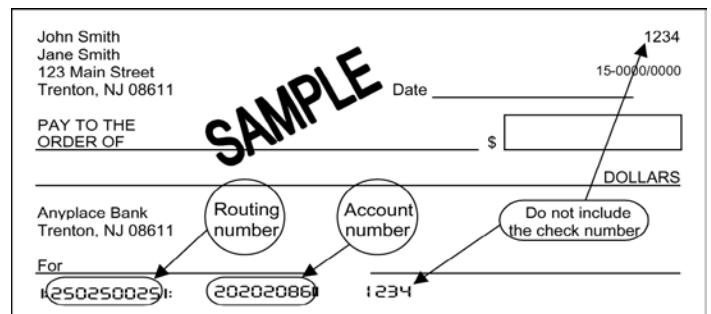 John Smith
1234
Jane Smith
123 Main Street
15-0000/0000
Trenton, NJ 08611
Date
SAMPLE
PAY TO THE
ORDER OF
$
DOLLARS
Anyplace Bank
Trenton, NJ 08611
Routing
number
Account
number
Do not include
the check number
For
⑆250250025⑆ 20202086⑈ 1234